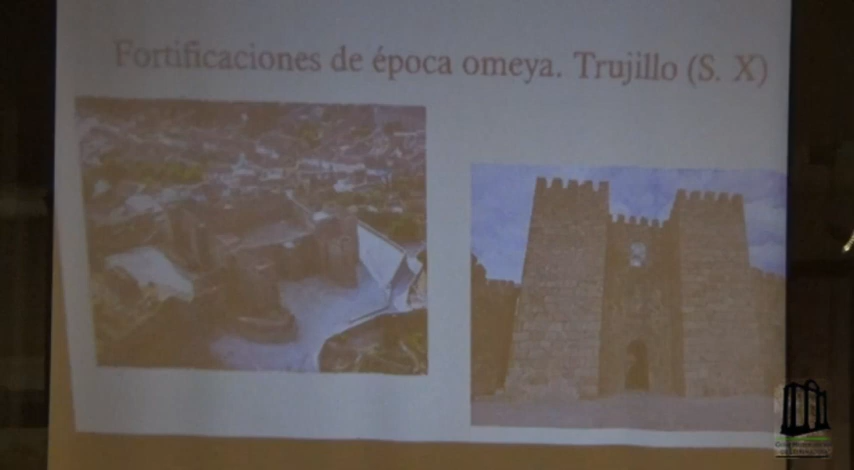 Fortificaciones de época omeya. Trujillo (S. X)